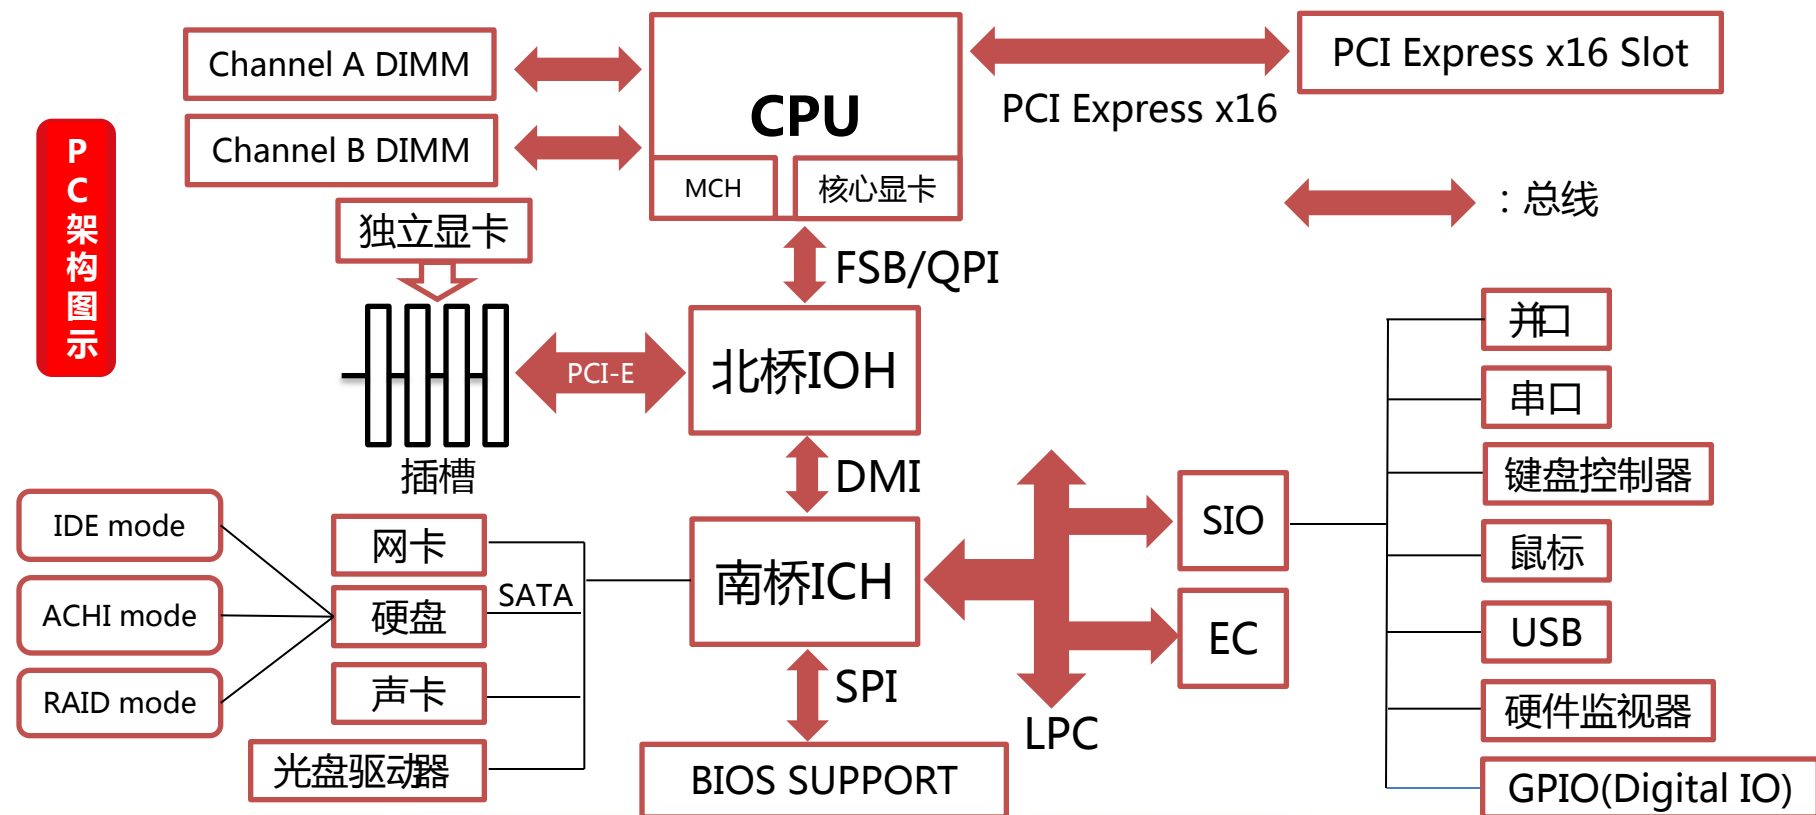 PC架构图示
Channel A DIMM
Channel B DIMM
CPU
MCH
核心显卡
PCI Express x16
PCI Express x16 Slot
：总线
独立显卡
FSB/QPI
PCI-E
北桥IOH
插槽
DMI
IDE mode
ACHI mode
RAID mode
网卡
硬盘
声卡
光盘驱动器
SATA
南桥ICH
SPI
BIOS SUPPORT
LPC
SIO
EC
并口
串口
键盘控制器
鼠标
USB
硬件监视器
GPIO(Digital IO)